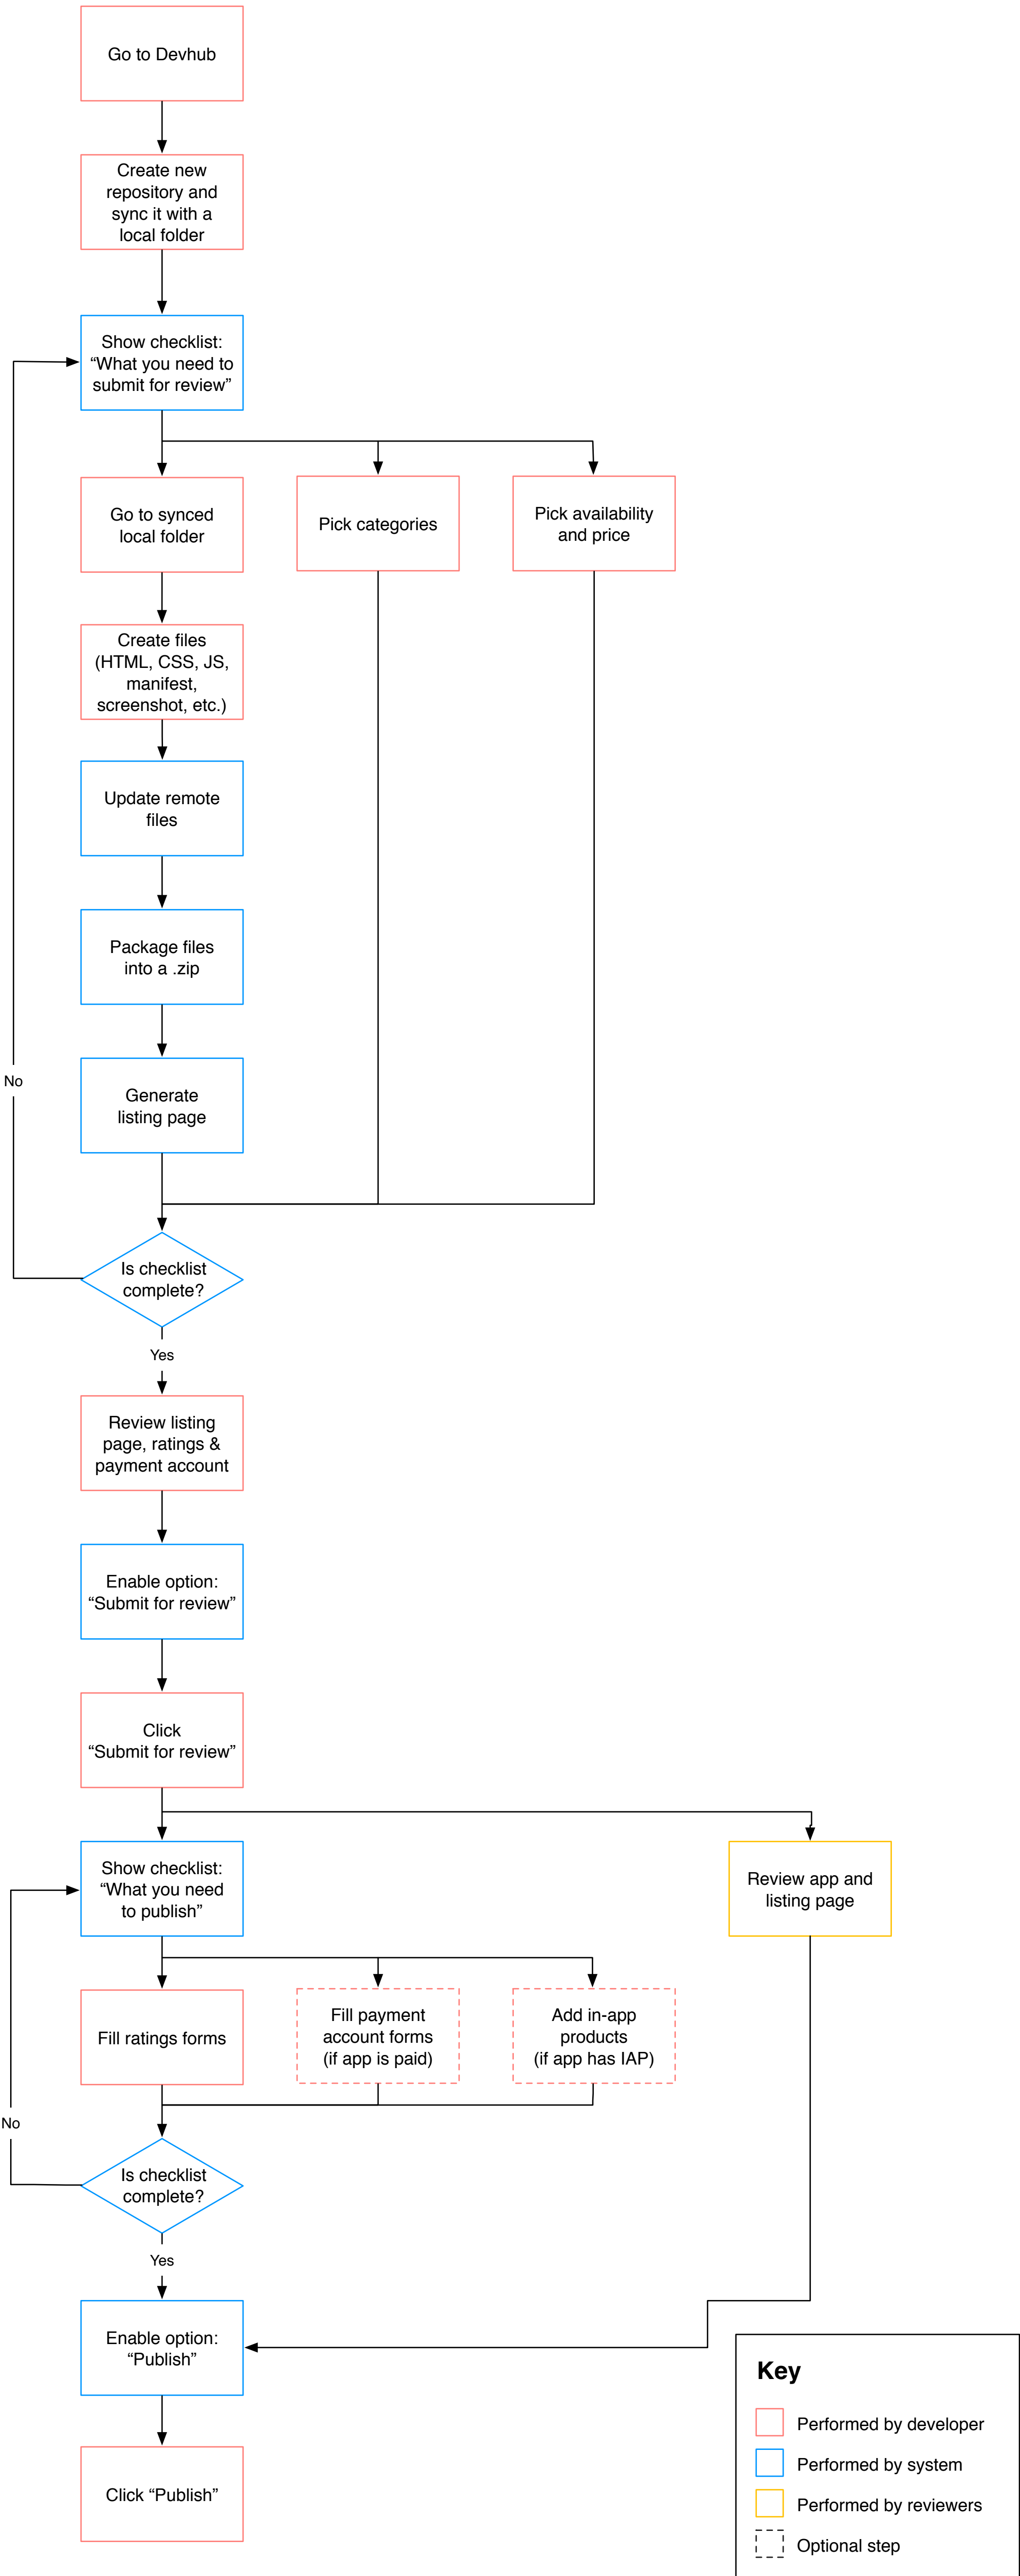 Go to Devhub
Create new
repository and
sync it with a
local folder
Show checklist:
“What you need to
submit for review”
Go to synced
local folder
Pick categories
Pick availability
and price
Create files
(HTML, CSS, JS,
manifest,
screenshot, etc.)
Update remote
files
Package files
into a .zip
No
Generate
listing page
Is checklist
complete?
Yes
Review listing
page, ratings &
payment account
Enable option:
“Submit for review”
Click
“Submit for review”
Show checklist:
“What you need
to publish”
Review app and
listing page
Fill ratings forms
Fill payment
account forms
(if app is paid)
Add in-app
products
(if app has IAP)
No
Is checklist
complete?
Yes
Enable option:
“Publish”
Click “Publish”
Key
Performed by developer
Performed by system
Performed by reviewers
Optional step